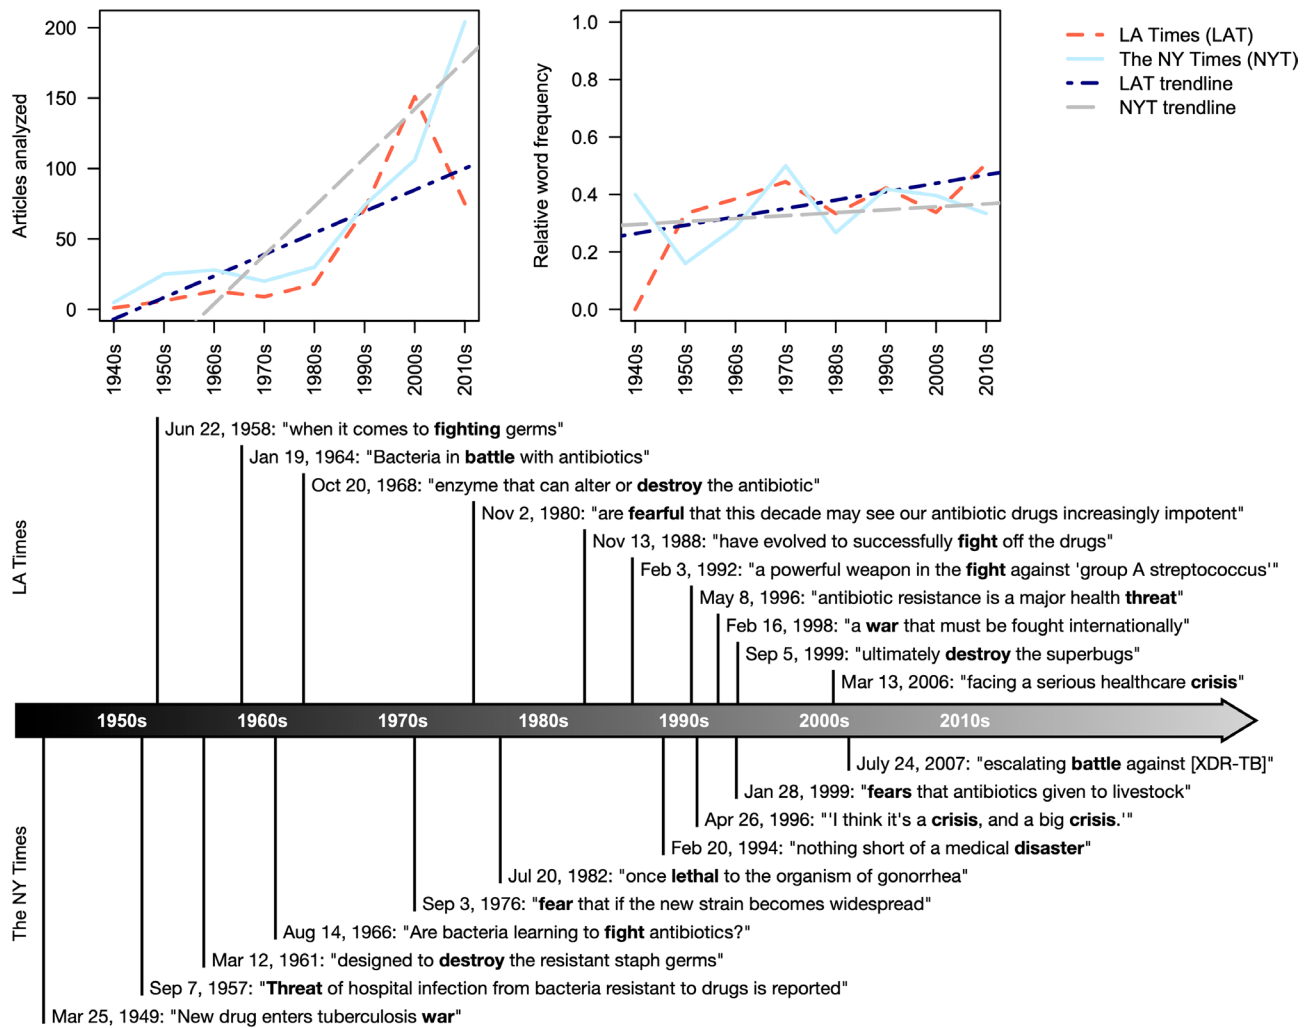 Articles analyzed
200
150
100
50
0
1940s
1950s
1960s
1970s
1980s
1990s
2000s
2010s
Relative word frequency
1.0
0.8
0.6
0.4
0.2
0.0
1940s
1950s
1960s
1970s
1980s
1990s
2000s
2010s
LA Times (LAT)
The NY Times (NYT)
LAT trendline
NYT trendline
LA Times
Jun 22, 1958: "when it comes to fighting germs"
Jan 19, 1964: "Bacteria in battle with antibiotics"
Oct 20, 1968: "enzyme that can alter or destroy the antibiotic"
Nov 2, 1980: "are fearful that this decade may see our antibiotic drugs increasingly impotent"
Nov 13, 1988: "have evolved to successfully fight off the drugs"
Feb 3, 1992: "a powerful weapon in the fight against 'group A streptococcus'"
May 8, 1996: "antibiotic resistance is a major health threat"
Feb 16, 1998: "a war that must be fought internationally"
Sep 5, 1999: "ultimately destroy the superbugs"
Mar 13, 2006: "facing a serious healthcare crisis"
1950s 1960s 1970s 1980s 1990s 2000s 2010s
The NY Times
July 24, 2007: "escalating battle against [XDR-TB]"
Jan 28, 1999: "fears that antibiotics given to livestock"
Apr 26, 1996: "'I think it's a crisis, and a big crisis.'"
Feb 20, 1994: "nothing short of a medical disaster"
Jul 20, 1982: "once lethal to the organism of gonorrhea"
Sep 3, 1976: "fear that if the new strain becomes widespread"
Aug 14, 1966: "Are bacteria learning to fight antibiotics?"
Mar 12, 1961: "designed to destroy the resistant staph germs"
Sep 7, 1957: "Threat of hospital infection from bacteria resistant to drugs is reported"
Mar 25, 1949: "New drug enters tuberculosis war"